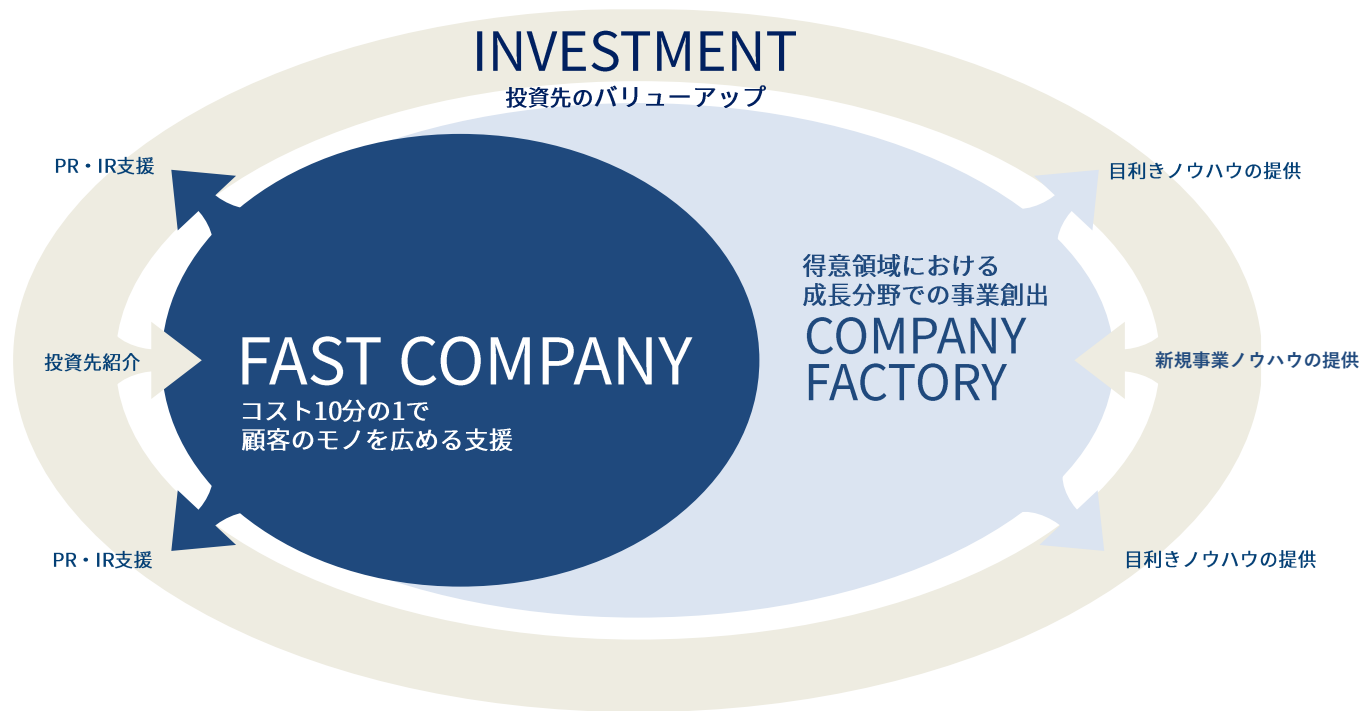 INVESTMENT
投資先のバリューアップ
PR・IR支援
目利きノウハウの提供
得意領域における
成長分野での事業創出
COMPANY
FACTORY
FAST COMPANY
コスト10分の1で
顧客のモノを広める支援
投資先紹介
新規事業ノウハウの提供
PR・IR支援
目利きノウハウの提供